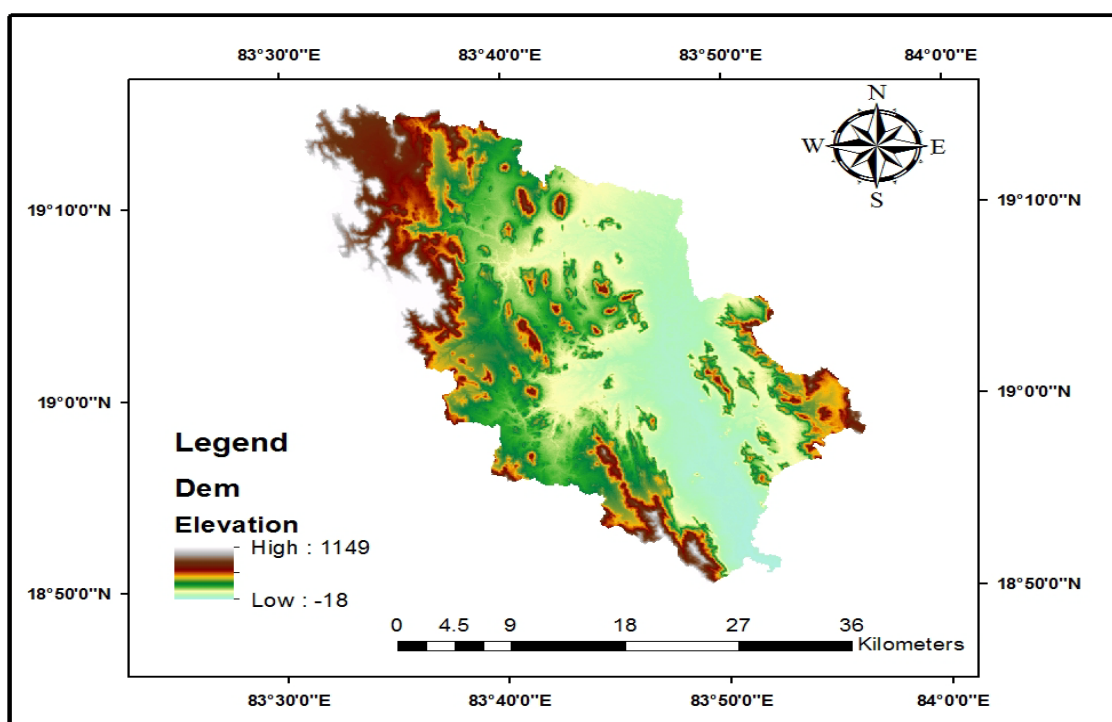 83°30'0"E 83°40'0"E 83°50'0"E 84°0'0"E
N
W E
S
19°10'0"N 19°10'0"N
19°0'0"N 19°0'0"N
Legend
Dem
Elevation
High : 1149
Low : -18
18°50'0"N 18°50'0"N
0 4.5 9 18 27 36
Kilometers
83°30'0"E 83°40'0"E 83°50'0"E 84°0'0"E